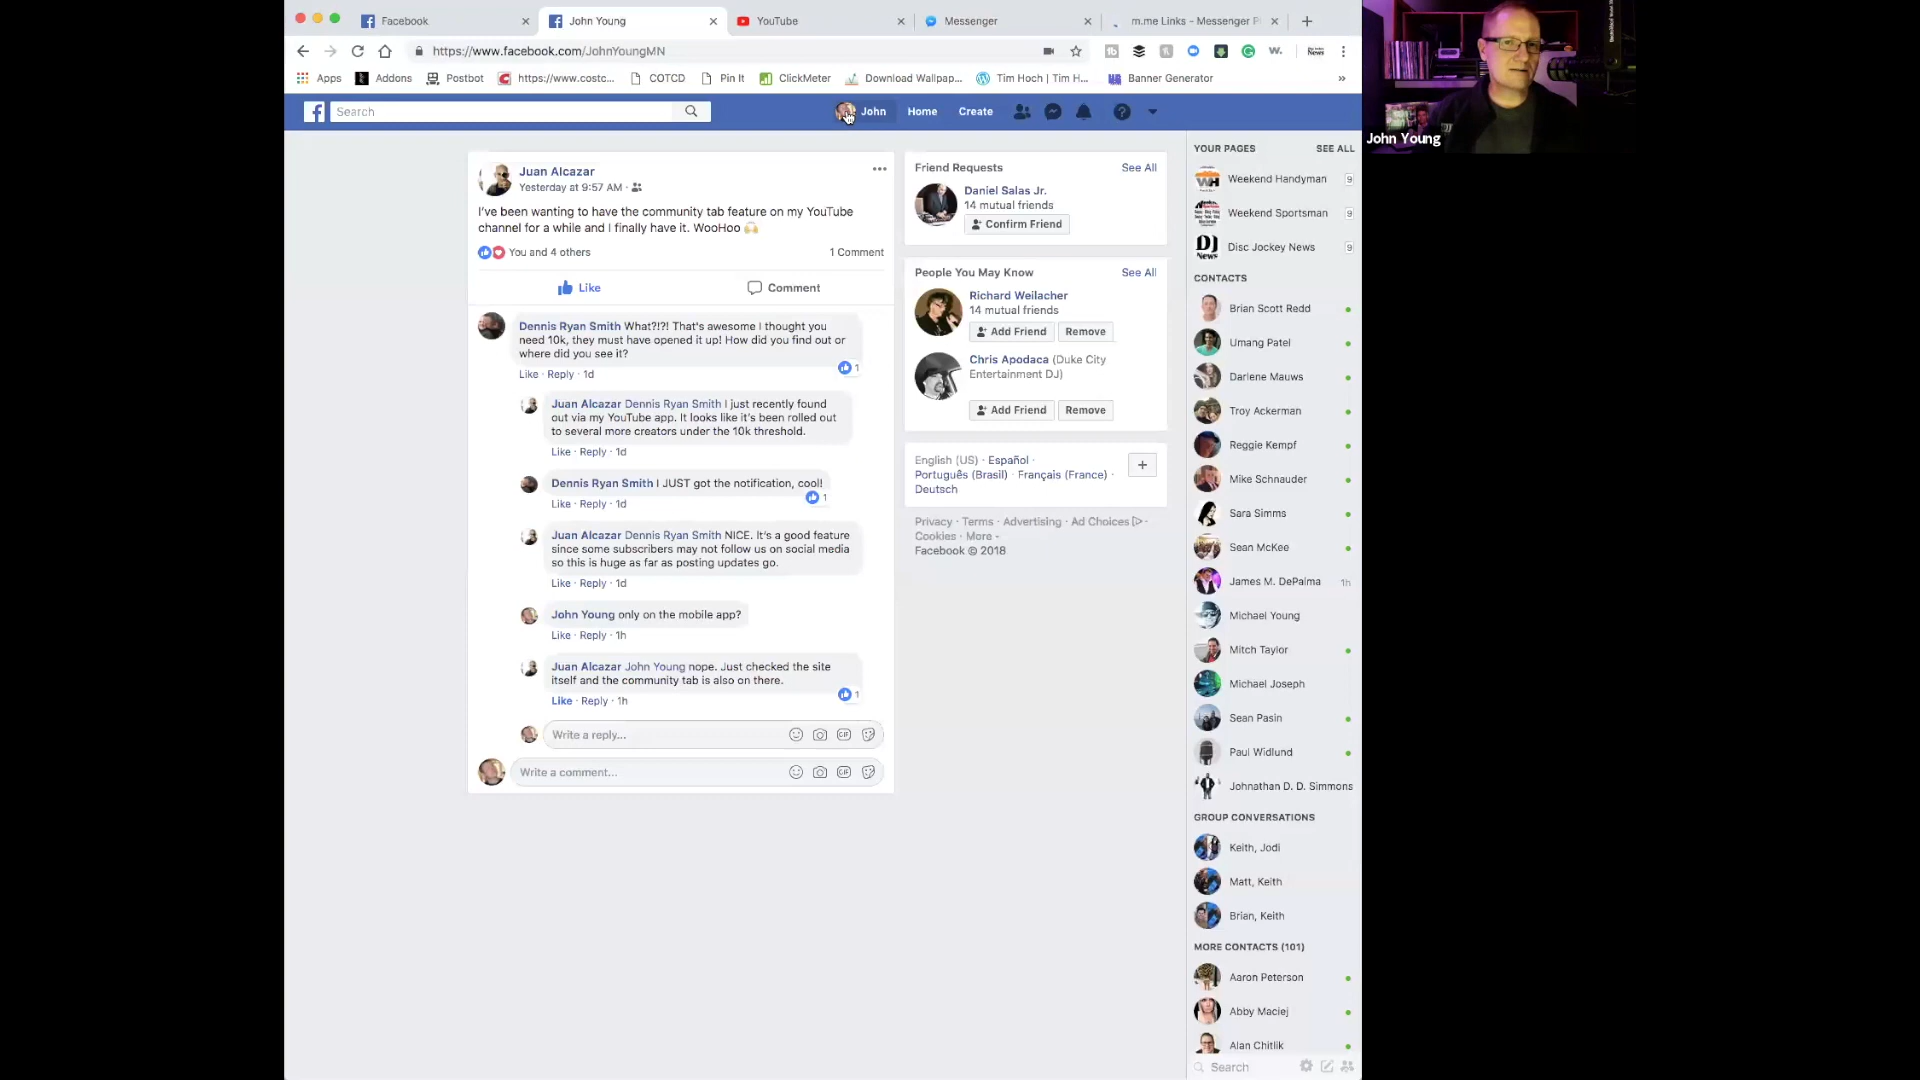 Facebook
John Young
YouTube
Messenger
m.me Links - Messenger P
https://www.facebook.com/JohnYoungMN
Apps
Addons
Postbot
https://www.costc...
COTCD
Pin It
ClickMeter
Download Wallpap...
Tim Hoch | Tim H...
Banner Generator
»
Search
John
Home
Create
Juan Alcazar
Yesterday at 9:57 AM ·
I've been wanting to have the community tab feature on my YouTube
channel for a while and I finally have it. WooHoo 🙌
You and 4 others
1 Comment
Like
Comment
Dennis Ryan Smith What?!?! That's awesome I thought you
need 10k, they must have opened it up! How did you find out or
where did you see it?
1
Like · Reply · 1d
Juan Alcazar Dennis Ryan Smith I just recently found
out via my YouTube app. It looks like it's been rolled out
to several more creators under the 10k threshold.
Like · Reply · 1d
Dennis Ryan Smith I JUST got the notification, cool!
1
Like · Reply · 1d
Juan Alcazar Dennis Ryan Smith NICE. It's a good feature
since some subscribers may not follow us on social media
so this is huge as far as posting updates go.
Like · Reply · 1d
John Young only on the mobile app?
Like · Reply · 1h
Juan Alcazar John Young nope. Just checked the site
itself and the community tab is also on there.
1
Like · Reply · 1h
Write a reply...
GIF
Write a comment...
GIF
Friend Requests
See All
Daniel Salas Jr.
14 mutual friends
Confirm Friend
People You May Know
See All
Richard Weilacher
14 mutual friends
Add Friend
Remove
Chris Apodaca (Duke City
Entertainment DJ)
Add Friend
Remove
English (US) · Español ·
Português (Brasil) · Français (France) ·
Deutsch
Privacy · Terms · Advertising · Ad Choices ·
Cookies · More
Facebook © 2018
YOUR PAGES
SEE ALL
Weekend Handyman
9
Weekend Sportsman
9
DJ
News
Disc Jockey News
9
CONTACTS
Brian Scott Redd
Umang Patel
Darlene Mauws
Troy Ackerman
Reggie Kempf
Mike Schnauder
Sara Simms
Sean McKee
James M. DePalma
1h
Michael Young
Mitch Taylor
Michael Joseph
Sean Pasin
Paul Widlund
Johnathan D. D. Simmons
GROUP CONVERSATIONS
Keith, Jodi
Matt, Keith
Brian, Keith
MORE CONTACTS (101)
Aaron Peterson
Abby Maciej
Alan Chitlik
Search
John Young